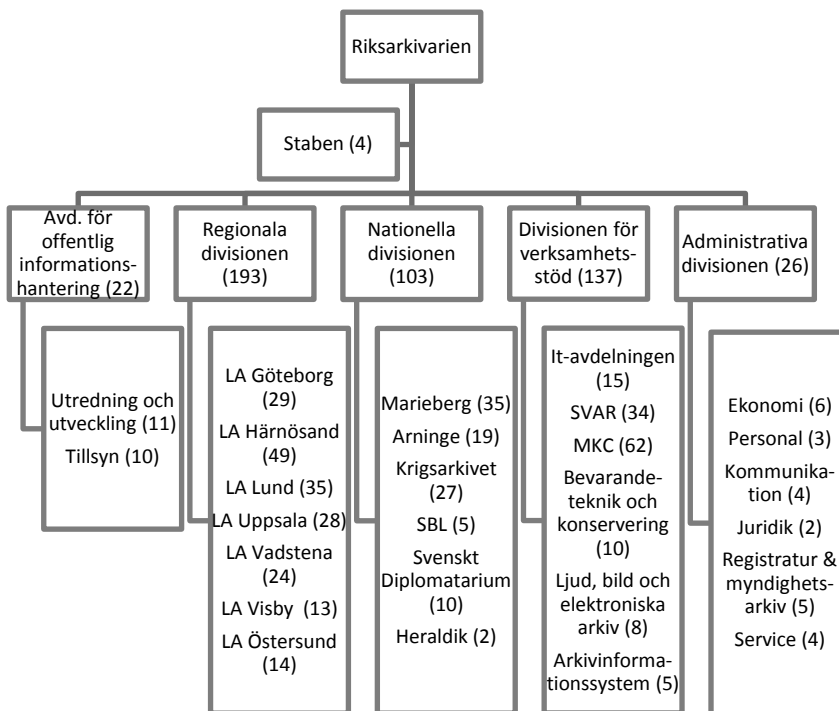 Riksarkivarien
Staben (4)
Avd. för
offentlig
informations-
hantering (22)
Regionala
divisionen
(193)
Nationella
divisionen
(103)
Divisionen för
verksamhets-
stöd (137)
Administrativa
divisionen (26)
Utredning och
utveckling (11)
Tillsyn (10)
LA Göteborg
(29)
LA Härnösand
(49)
LA Lund (35)
LA Uppsala (28)
LA Vadstena
(24)
LA Visby (13)
LA Östersund
(14)
Marieberg (35)
Arninge (19)
Krigsarkivet
(27)
SBL (5)
Svenskt
Diplomatarium
(10)
Heraldik (2)
It-avdelningen
(15)
SVAR (34)
MKC (62)
Bevarande-
teknik och
konservering
(10)
Ljud, bild och
elektroniska
arkiv (8)
Arkivinforma-
tionssystem (5)
Ekonomi (6)
Personal (3)
Kommunika-
tion (4)
Juridik (2)
Registratur &
myndighets-
arkiv (5)
Service (4)